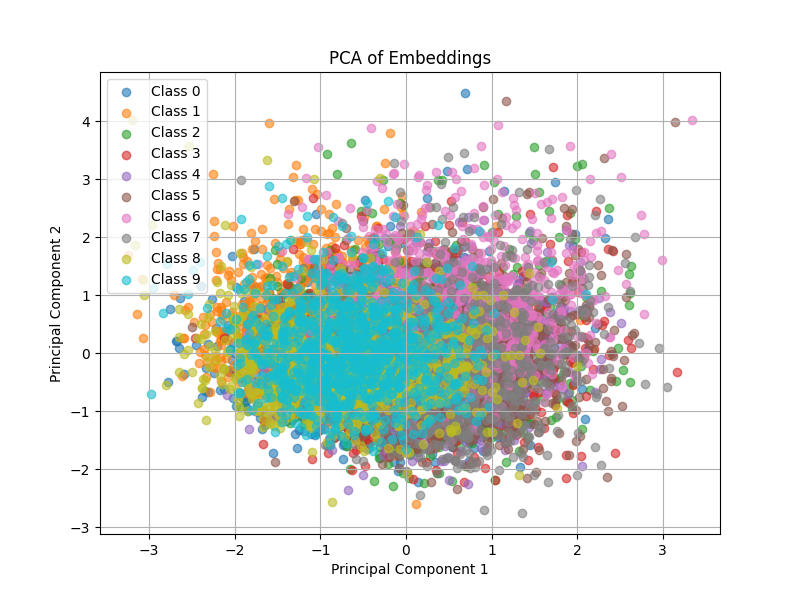 PCA of Embeddings
Class 0
Class 1
Class 2
Class 3
Class 4
Class 5
Class 6
Class 7
Class 8
Class 9
4
3
2
1
0
−1
−2
−3
Principal Component 2
−3
−2
−1
0
1
2
3
Principal Component 1